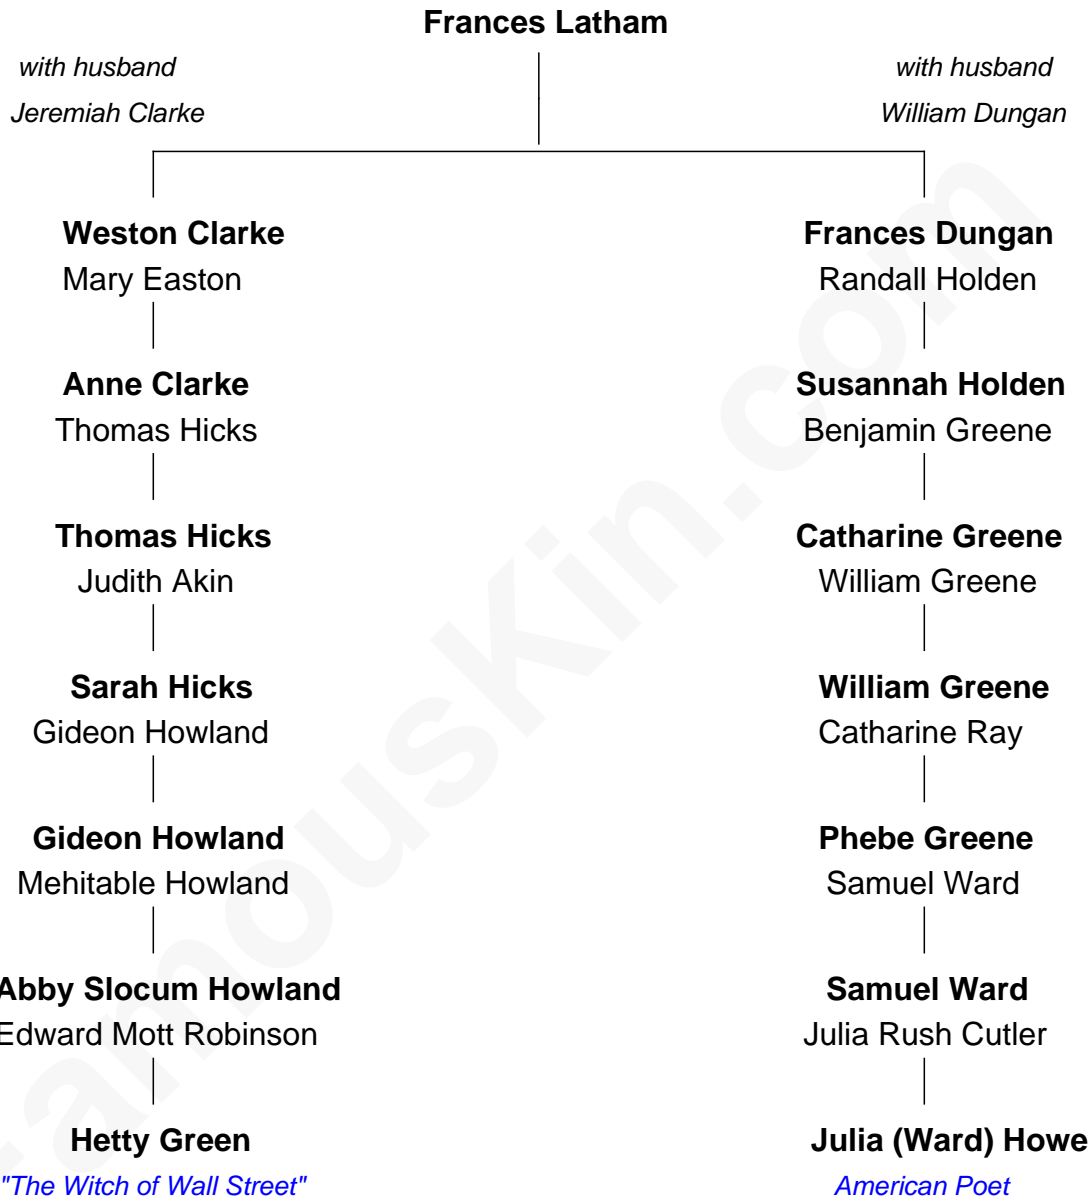 Frances Latham
with husband
Jeremiah Clarke
with husband
William Dungan
Weston Clarke
Mary Easton
Frances Dungan
Randall Holden
Anne Clarke
Thomas Hicks
Susannah Holden
Benjamin Greene
Thomas Hicks
Judith Akin
Catharine Greene
William Greene
Sarah Hicks
Gideon Howland
William Greene
Catharine Ray
Gideon Howland
Mehitable Howland
Phebe Greene
Samuel Ward
Abby Slocum Howland
Edward Mott Robinson
Samuel Ward
Julia Rush Cutler
Hetty Green
"The Witch of Wall Street"
Julia (Ward) Howe
American Poet
famouskin.com